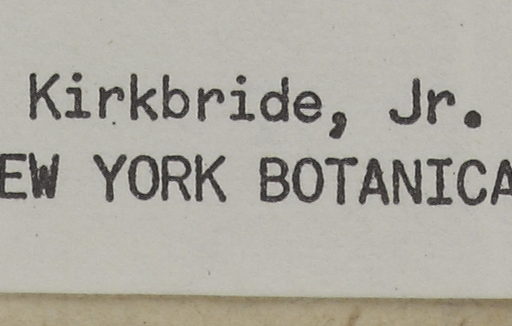 Kirkbride, Jr.
EW YORK BOTANICA